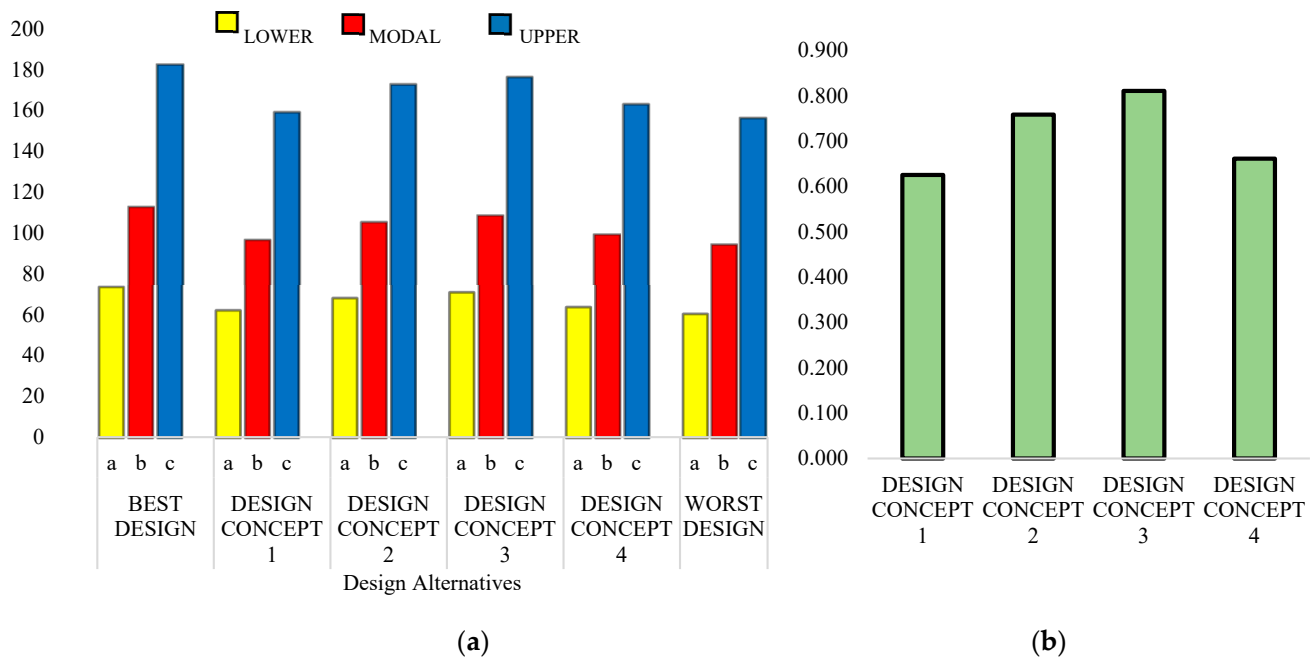 200
180
160
140
120
100
80
60
40
20
0
LOWER MODAL UPPER
a b c a b c a b c a b c a b c a b c
BEST DESIGN DESIGN DESIGN DESIGN WORST
DESIGN CONCEPT CONCEPT CONCEPT CONCEPT DESIGN
1 2 3 4
Design Alternatives
(a)
0.900
0.800
0.700
0.600
0.500
0.400
0.300
0.200
0.100
0.000
DESIGN DESIGN DESIGN DESIGN
CONCEPT CONCEPT CONCEPT CONCEPT
1 2 3 4
(b)